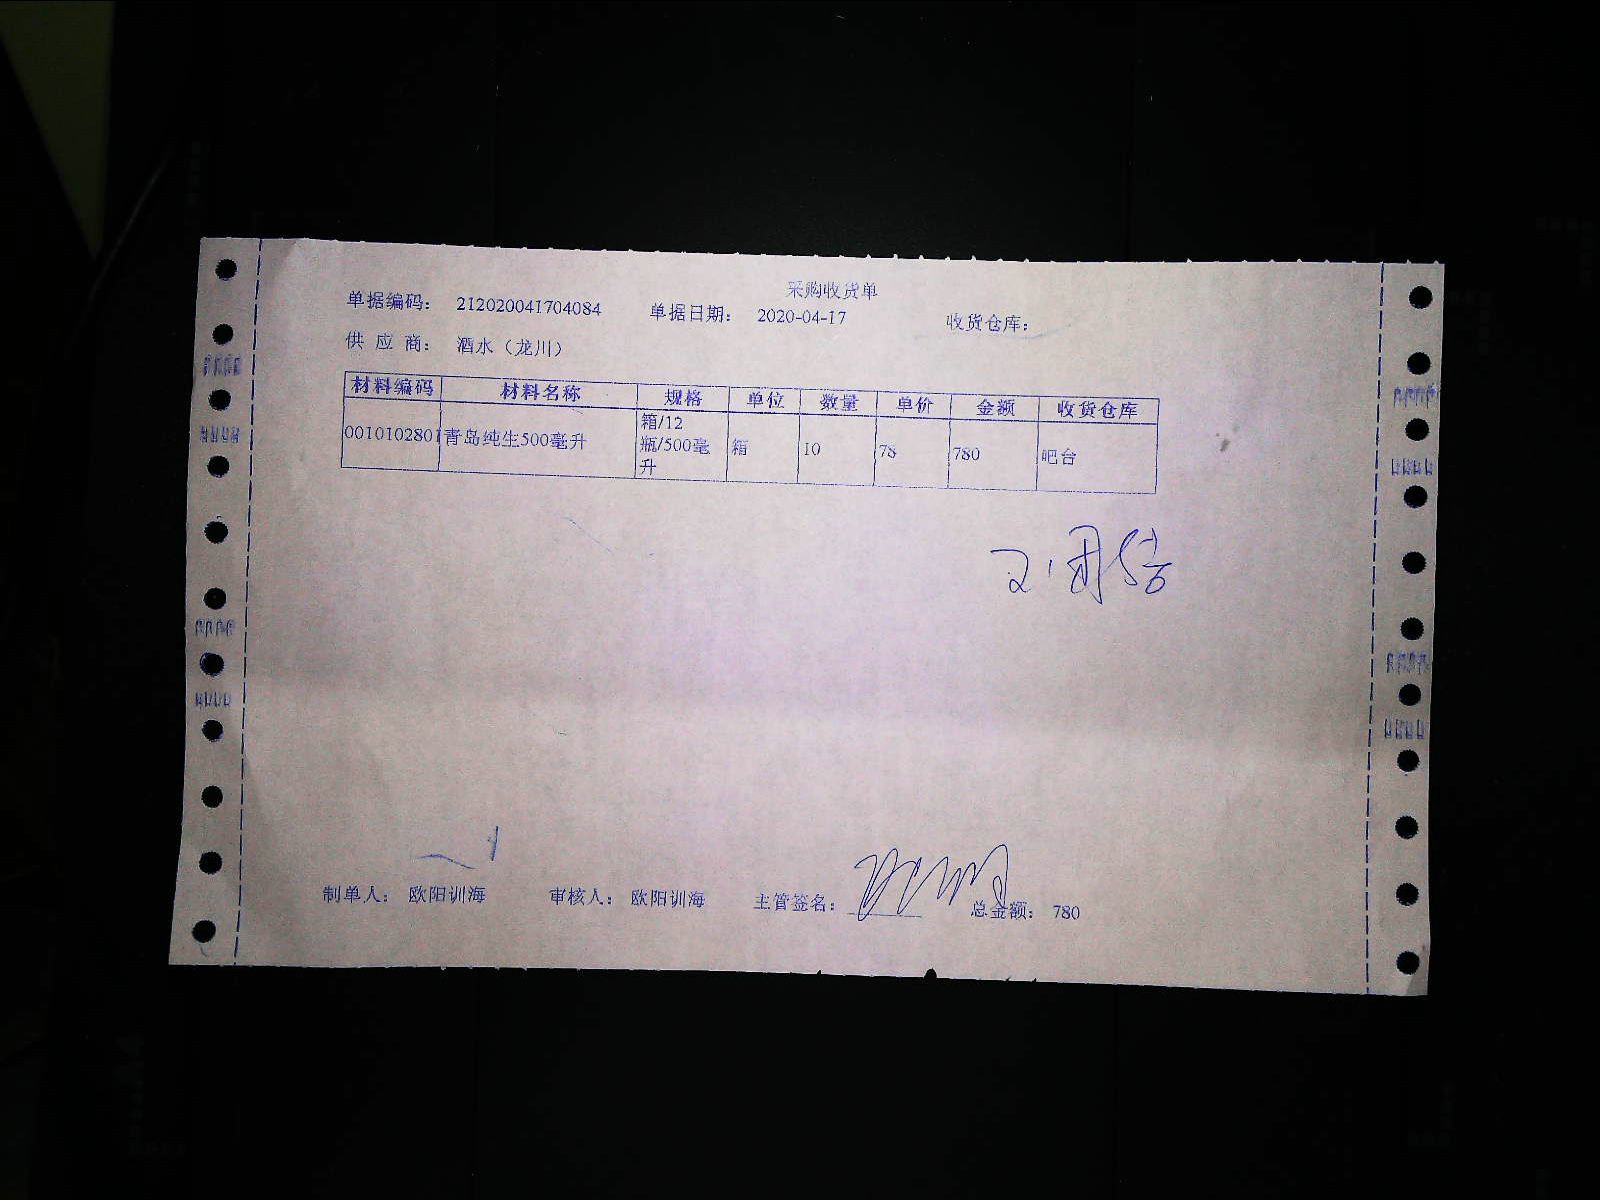 采购收货单
单据编码： 212020041704084 单据日期： 2020-04-17 收货仓库：
供 应 商： 酒水（龙川）
材料编码 材料名称 规格 单位 数量 单价 金额 收货仓库
0010102801 青岛纯生500毫升 箱/12瓶/500毫升 箱 10 78 780 吧台
制单人： 欧阳训海 审核人： 欧阳训海 主管签名： 总金额： 780